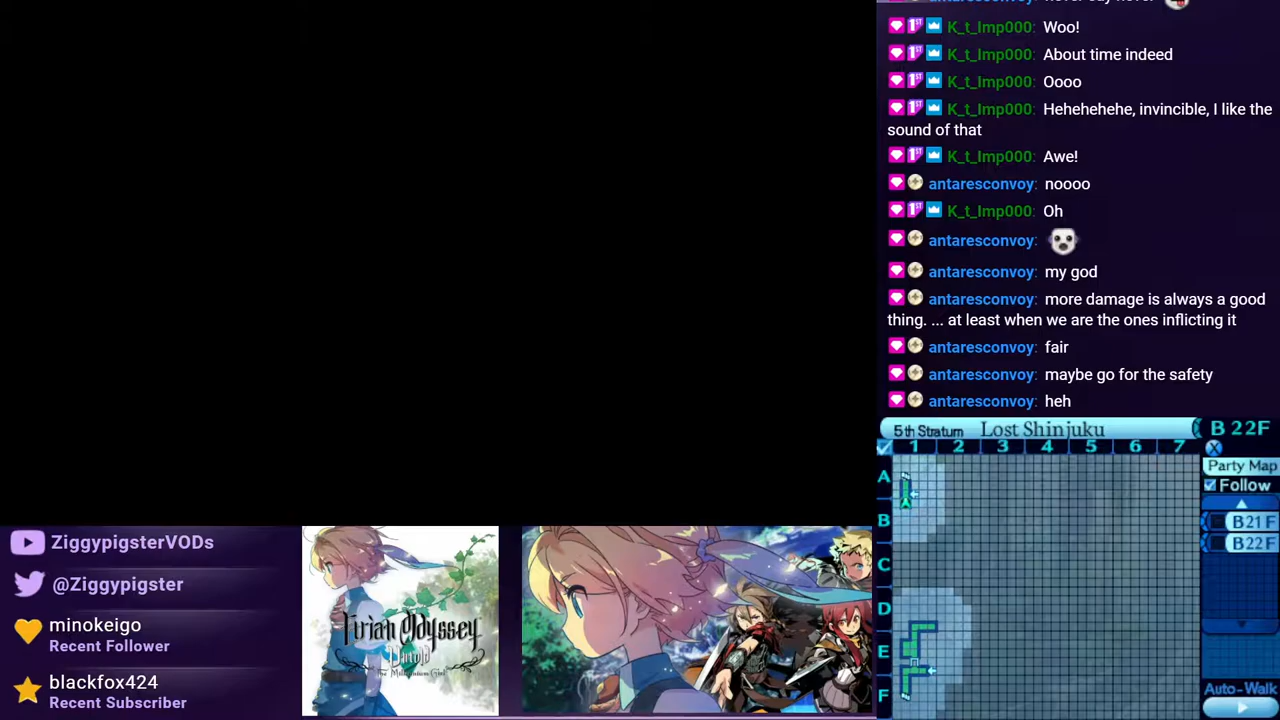 K_t_Imp000: Woo!
K_t_Imp000: About time indeed
K_t_Imp000: Oooo
K_t_Imp000: Hehehehehe, invincible, I like the
sound of that
K_t_Imp000: Awe!
antaresconvoy: noooo
K_t_Imp000: Oh
antaresconvoy:
antaresconvoy: my god
antaresconvoy: more damage is always a good
thing. ... at least when we are the ones inflicting it
antaresconvoy: fair
antaresconvoy: maybe go for the safety
antaresconvoy: heh
5th Stratum Lost Shinjuku B 22F
1 2 3 4 5 6 7 X
Party Map
Follow
A
B
C
D
E
F
B21F
B22F
Auto-Walk
ZiggypigsterVODs
@Ziggypigster
minokeigo
Recent Follower
blackfox424
Recent Subscriber
Etrian Odyssey
Untold
The Millennium Girl